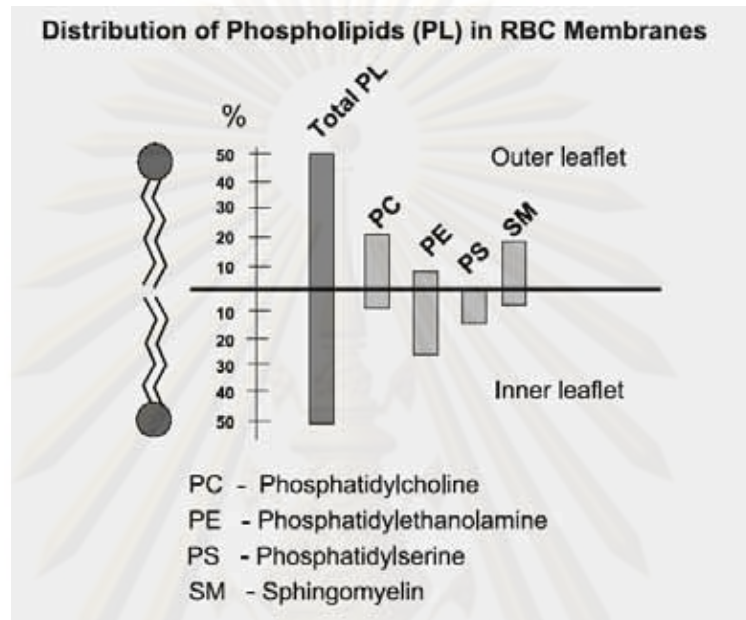 Distribution of Phospholipids (PL) in RBC Membranes
%
Total PL
Outer leaflet
50
40
30
20
10
PC
PE
PS
SM
10
20
30
40
50
Inner leaflet
PC - Phosphatidylcholine
PE - Phosphatidylethanolamine
PS - Phosphatidylserine
SM - Sphingomyelin